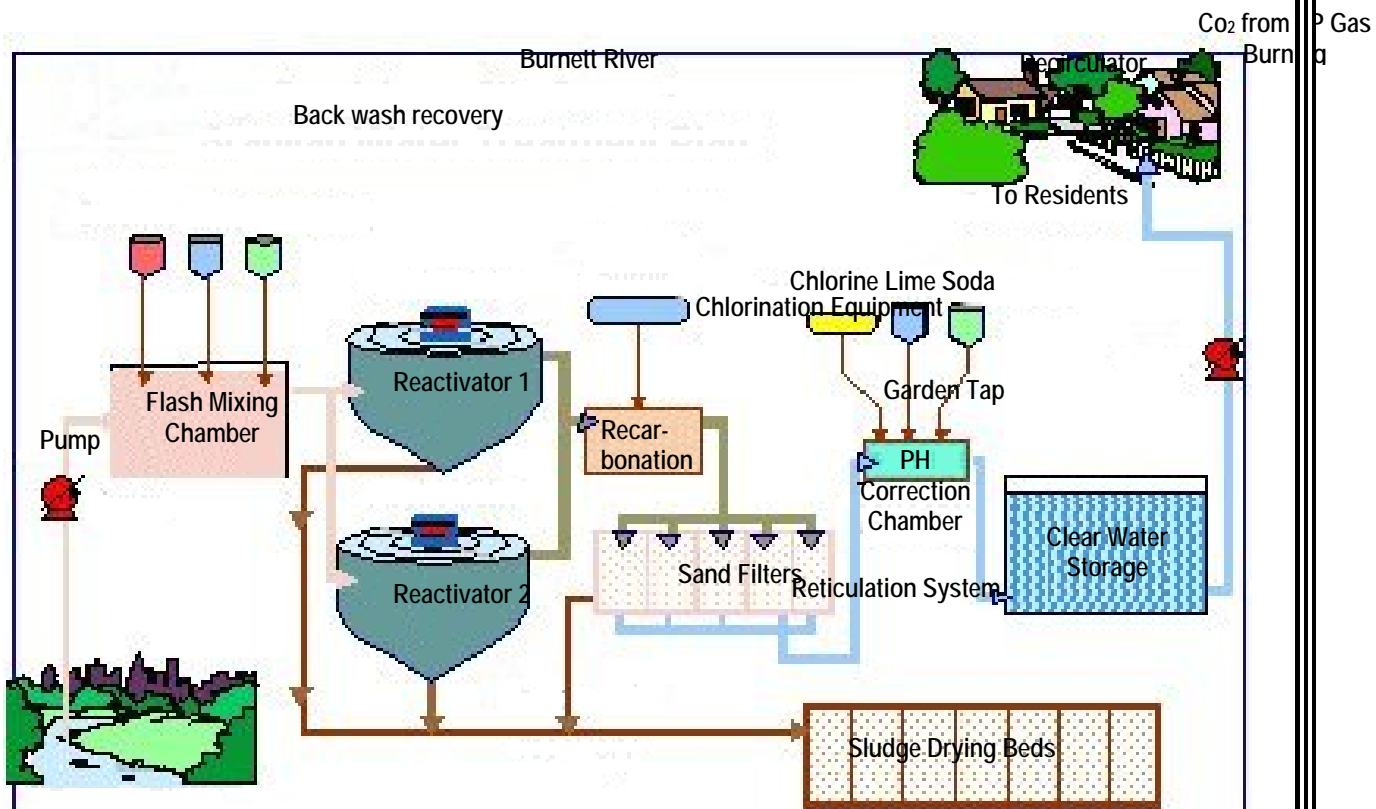 Co₂ from P Gas
Burnett River
Recirculator
Burn
Back wash recovery
To Residents
Chlorine Lime Soda
Chlorination Equipment
Reactivator 1
Flash Mixing
Chamber
Garden Tap
Pump
Recar-
bonation
PH
Correction
Chamber
Clear Water
Storage
Sand Filters
Reticulation System
Reactivator 2
Sludge Drying Beds